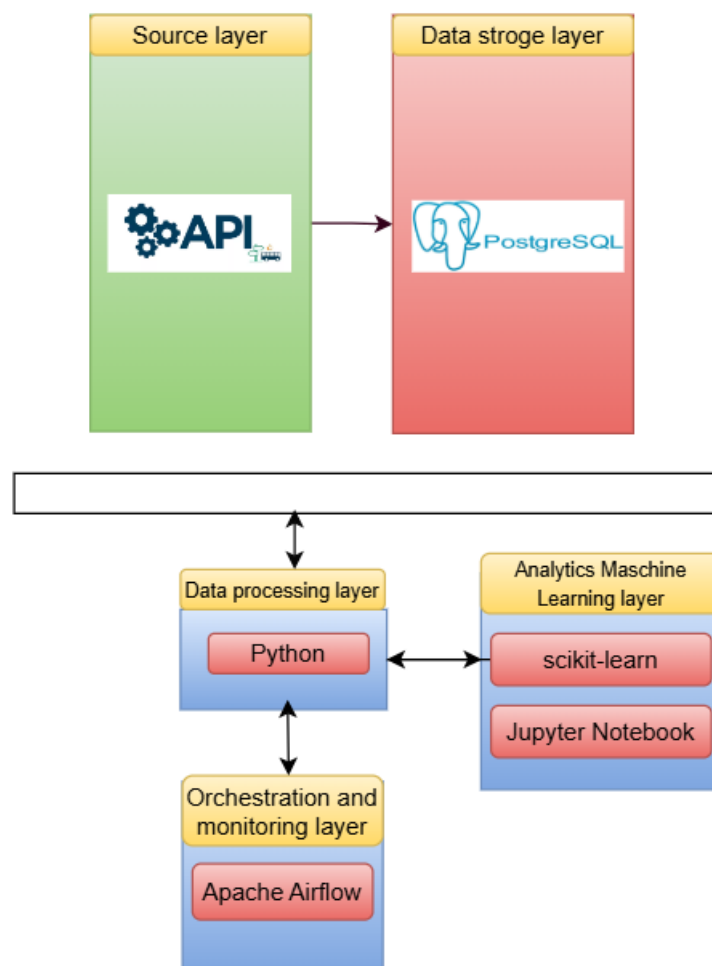 Source layer
Data stroge layer
API
PostgreSQL
Data processing layer
Python
Analytics Maschine
Learning layer
scikit-learn
Jupyter Notebook
Orchestration and
monitoring layer
Apache Airflow